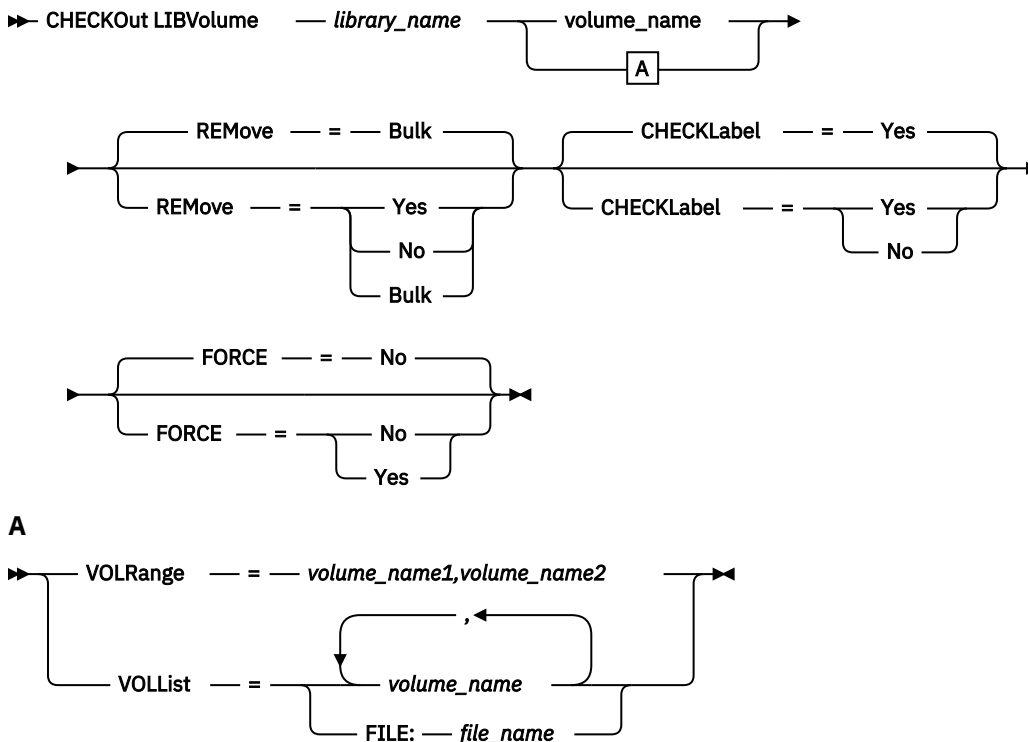 CHECKOut LIBVolume library_name volume_name
A
REMove = Bulk CHECKLabel = Yes
REMove = Yes CHECKLabel = Yes
No No
Bulk
FORCE = No
FORCE = No
Yes
A
VOLRange = volume_name1,volume_name2
,
VOLList = volume_name
FILE: file_name